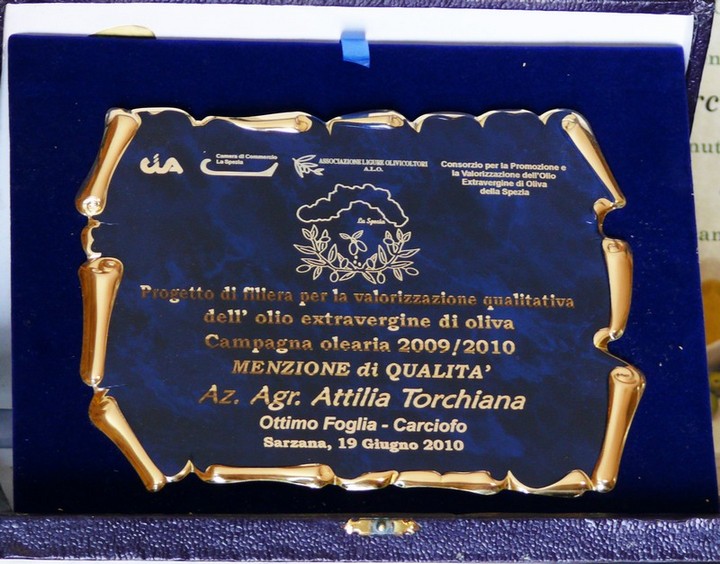 CIA
Camera di Commercio
La Spezia
ASSOCIAZIONE LIGURE OLIVICOLTORI
A.L.O.
Consorzio per la Promozione e
la Valorizzazione dell'Olio
Extravergine di Oliva
della Spezia
La Spezia
Progetto di filiera per la valorizzazione qualitativa
dell' olio extravergine di oliva
Campagna olearia 2009/2010
MENZIONE di QUALITA'
Az. Agr. Attilia Torchiana
Ottimo Foglia - Carciofo
Sarzana, 19 Giugno 2010